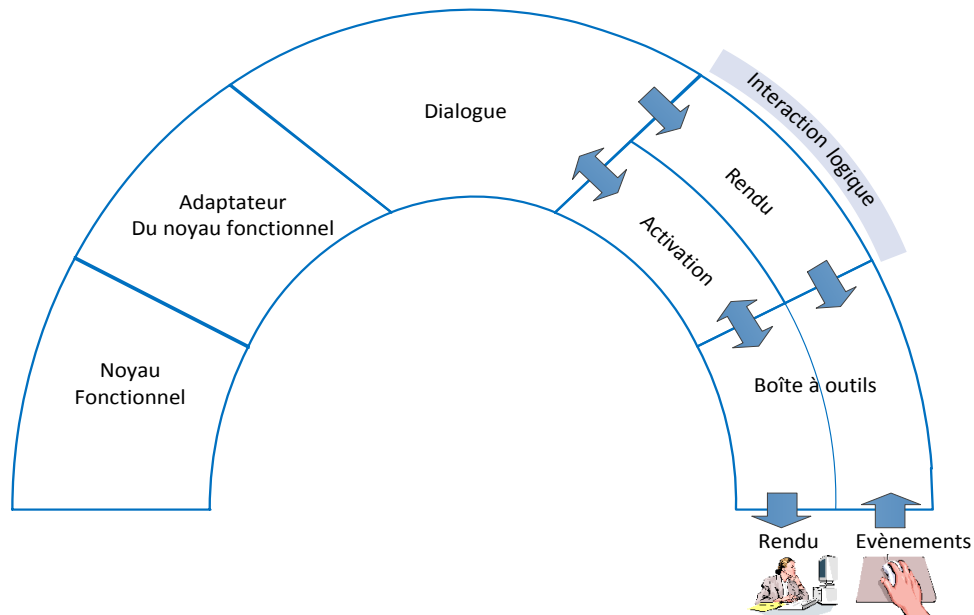 Dialogue
Interaction logique
Rendu
Adaptateur
Du noyau fonctionnel
Activation
Noyau
Fonctionnel
Boîte à outils
Rendu
Evènements